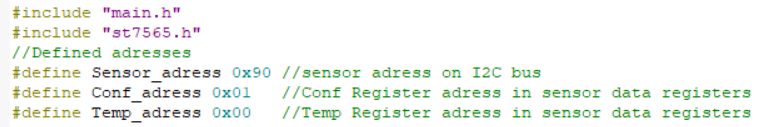 #include "main.h"
#include "st7565.h"
//Defined adresses
#define Sensor_adress 0x90 //sensor adress on I2C bus
#define Conf_adress 0x01   //Conf Register adress in sensor data registers
#define Temp_adress 0x00   //Temp Register adress in sensor data registers